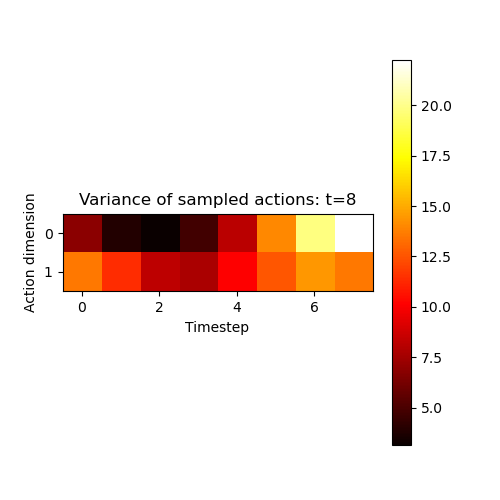 Variance of sampled actions: t=8
Action dimension
0
1
0 2 4 6
Timestep
20.0
17.5
15.0
12.5
10.0
7.5
5.0